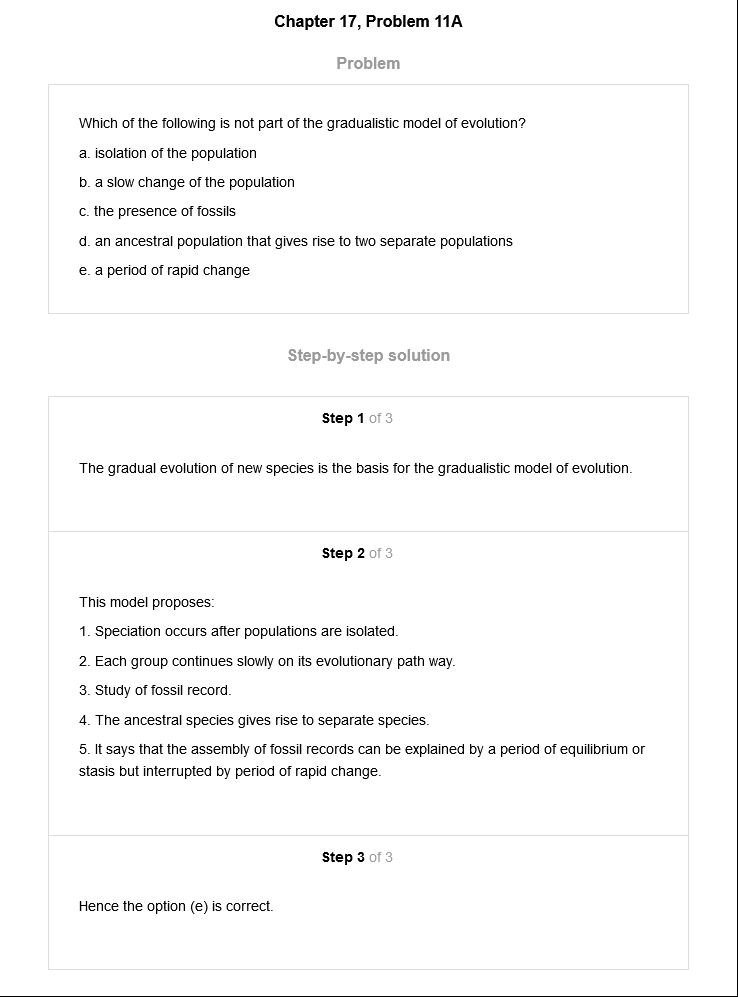 Chapter 17, Problem 11A
Problem
Which of the following is not part of the gradualistic model of evolution?
a. isolation of the population
b. a slow change of the population
c. the presence of fossils
d. an ancestral population that gives rise to two separate populations
e. a period of rapid change
Step-by-step solution
Step 1 of 3
The gradual evolution of new species is the basis for the gradualistic model of evolution.
Step 2 of 3
This model proposes:
1. Speciation occurs after populations are isolated.
2. Each group continues slowly on its evolutionary path way.
3. Study of fossil record.
4. The ancestral species gives rise to separate species.
5. It says that the assembly of fossil records can be explained by a period of equilibrium or
stasis but interrupted by period of rapid change.
Step 3 of 3
Hence the option (e) is correct.